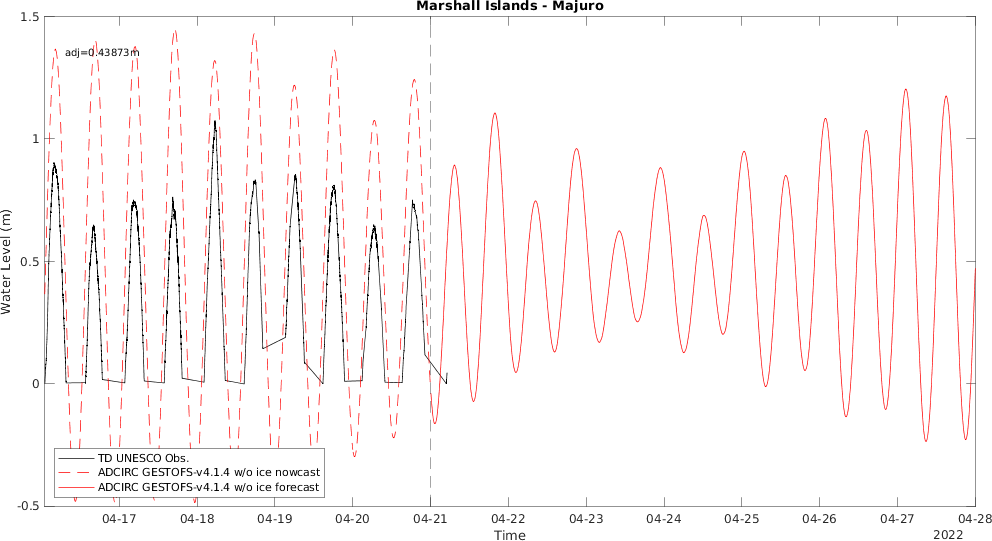 Marshall Islands - Majuro
adj=0.43873m
Water Level (m)
1.5
1
0.5
0
-0.5
TD UNESCO Obs.
ADCIRC GESTOFS-v4.1.4 w/o ice nowcast
ADCIRC GESTOFS-v4.1.4 w/o ice forecast
04-17 04-18 04-19 04-20 04-21 04-22 04-23 04-24 04-25 04-26 04-27 04-28
Time
2022